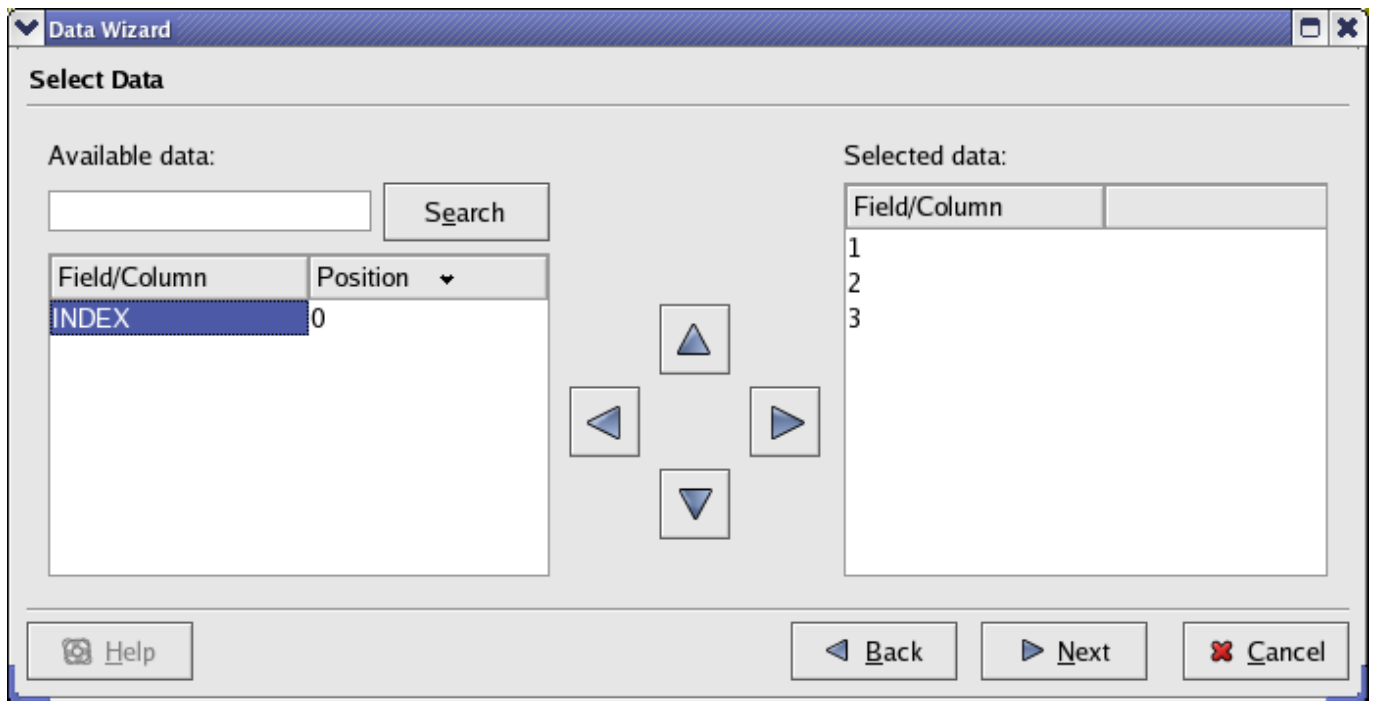 Data Wizard
Select Data
Available data:
Search
Field/Column Position
INDEX 0
Selected data:
Field/Column
1
2
3
Help
Back
Next
Cancel